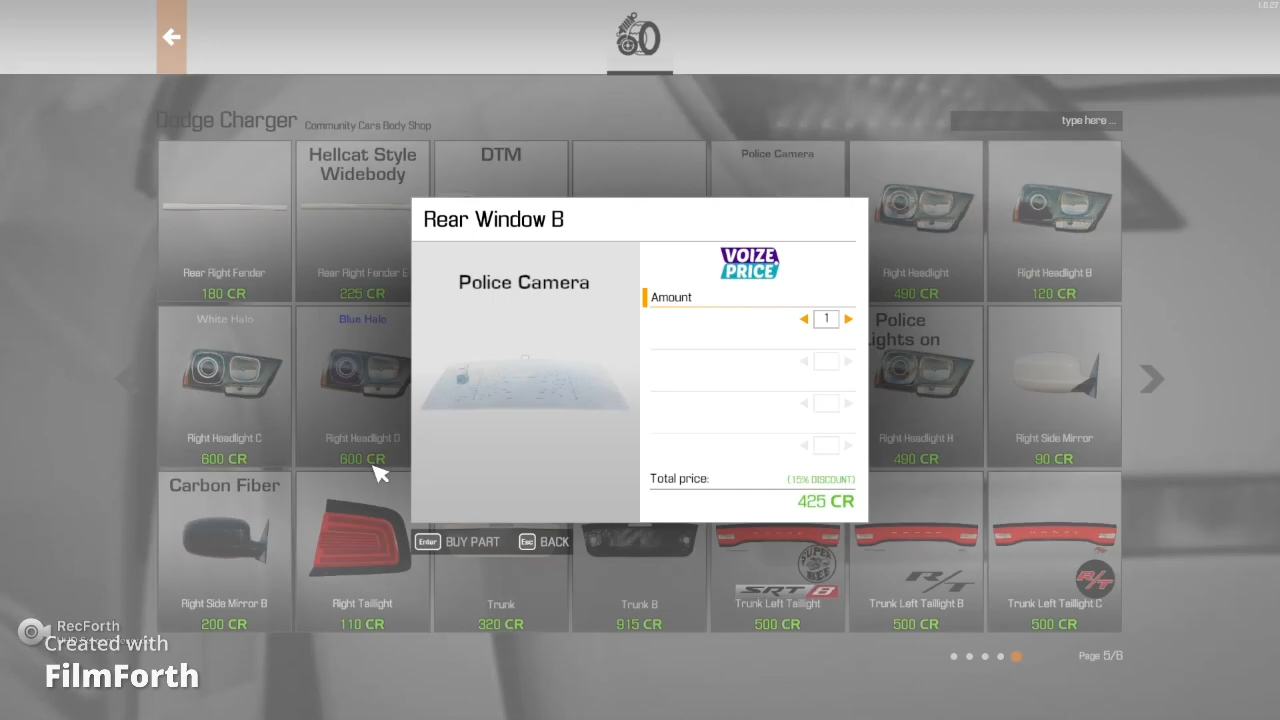 1.0.27
Dodge Charger Community Cars Body Shop
type here ...
Rear Right Fender
180 CR
Hellcat Style
Widebody
Rear Right Fender B
225 CR
DTM
Police Camera
Right Headlight
490 CR
Right Headlight B
120 CR
Rear Window B
Police Camera
VOIZE
PRICE
Amount
1
Total price:
(15% DISCOUNT)
425 CR
Enter BUY PART Esc BACK
White Halo
Right Headlight C
600 CR
Blue Halo
Right Headlight D
600 CR
Police
Lights on
Right Headlight H
490 CR
Right Side Mirror
90 CR
Carbon Fiber
Right Side Mirror B
200 CR
Right Taillight
110 CR
Trunk
320 CR
Trunk B
915 CR
SUPER
BEE
SRT 8
Trunk Left Taillight
500 CR
R/T
Trunk Left Taillight B
500 CR
R/T
Trunk Left Taillight C
500 CR
Page 5/6
RecForth
Created with
FilmForth